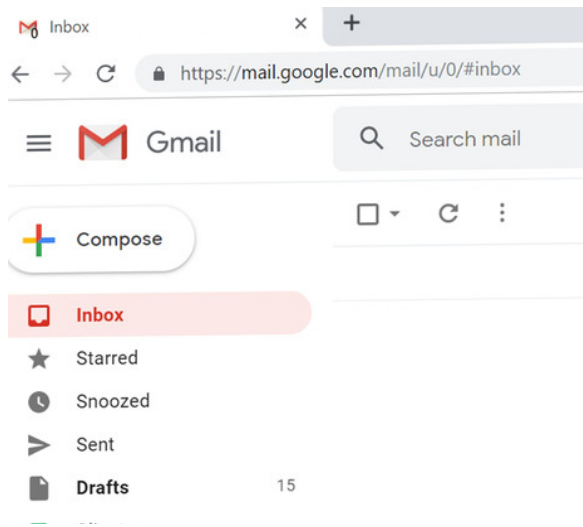 Inbox
https://mail.google.com/mail/u/0/#inbox
Gmail
Search mail
Compose
Inbox
Starred
Snoozed
Sent
Drafts 15